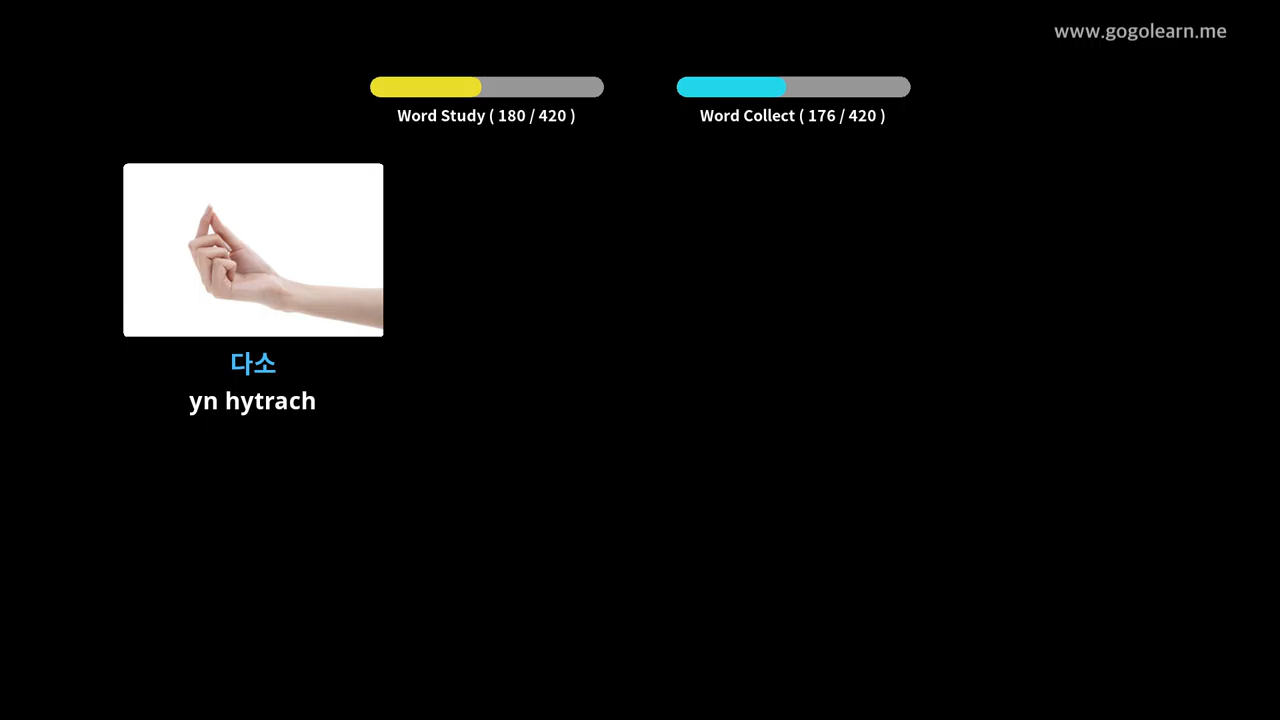 www.gogolearn.me
Word Study ( 180 / 420 )
Word Collect ( 176 / 420 )
다소
yn hytrach